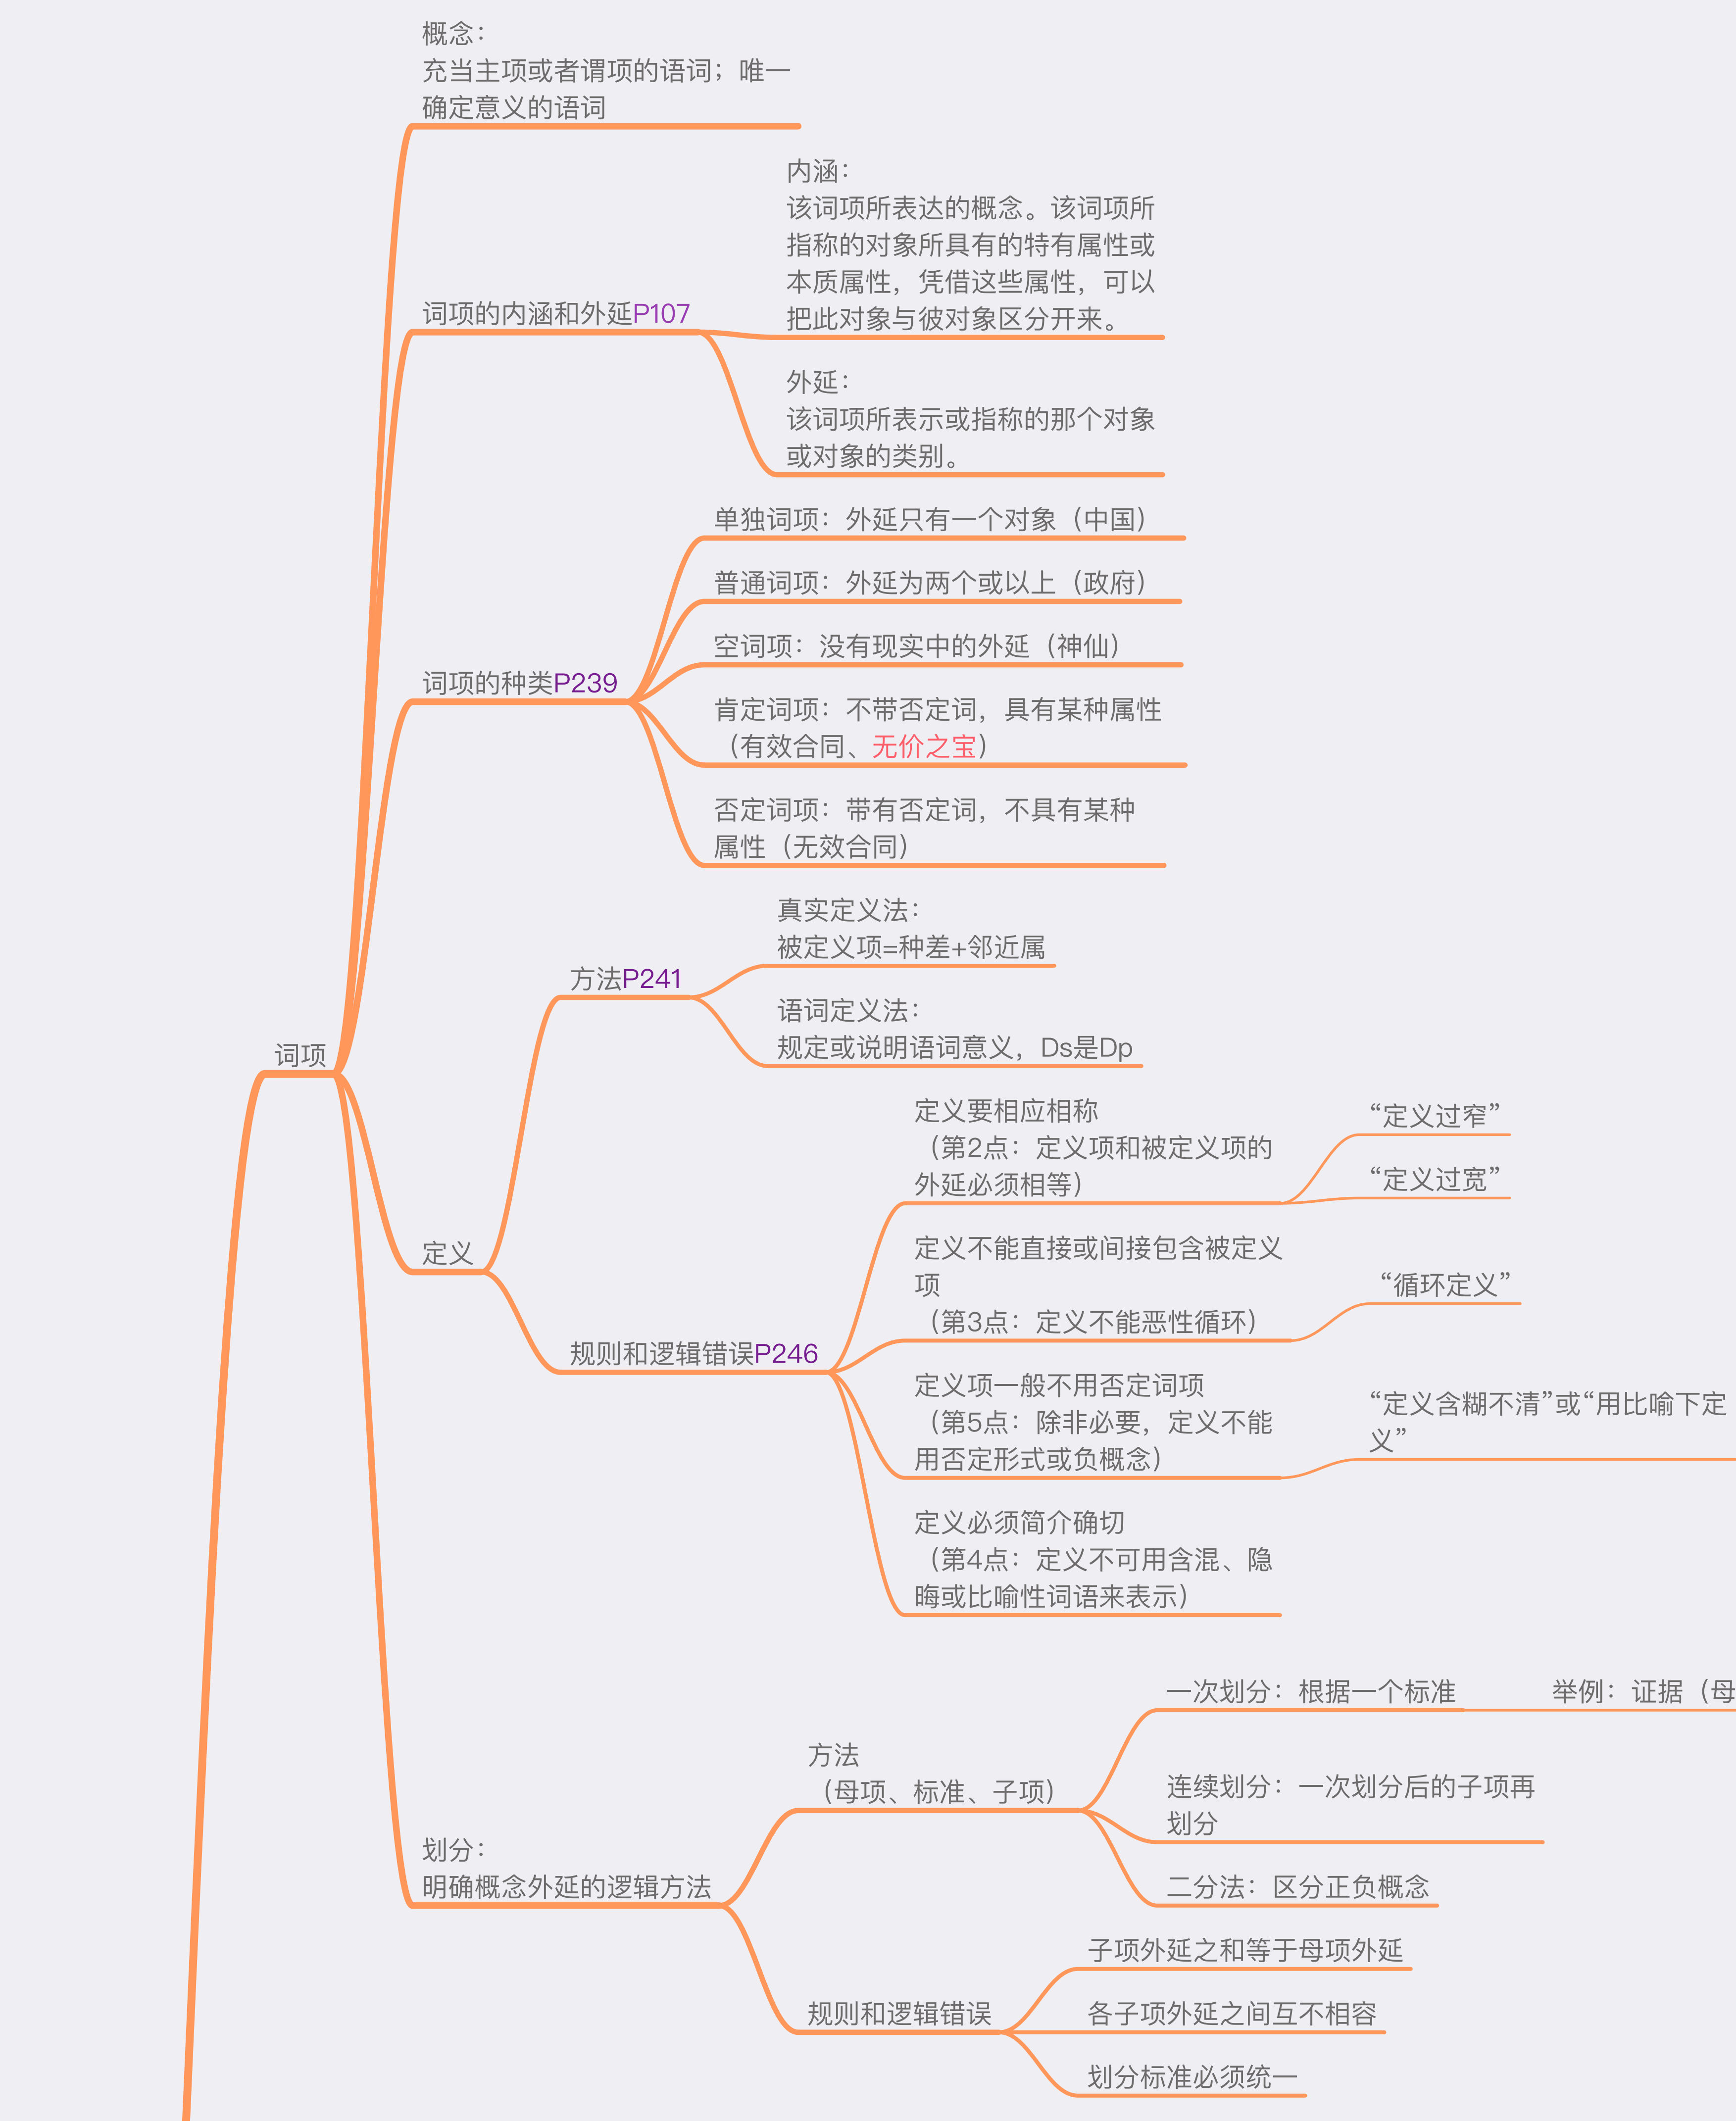 概念：
充当主项或者谓项的语词；唯一
确定意义的语词
内涵：
该词项所表达的概念。该词项所
指称的对象所具有的特有属性或
本质属性，凭借这些属性，可以
把此对象与彼对象区分开来。
词项的内涵和外延P107
外延：
该词项所表示或指称的那个对象
或对象的类别。
单独词项：外延只有一个对象（中国）
普通词项：外延为两个或以上（政府）
空词项：没有现实中的外延（神仙）
词项的种类P239
肯定词项：不带否定词，具有某种属性
（有效合同、无价之宝）
否定词项：带有否定词，不具有某种
属性（无效合同）
真实定义法：
被定义项=种差+邻近属
方法P241
语词定义法：
规定或说明语词意义，Ds是Dp
词项
定义要相应相称
（第2点：定义项和被定义项的
外延必须相等）
“定义过窄”
“定义过宽”
定义
定义不能直接或间接包含被定义
项
（第3点：定义不能恶性循环）
“循环定义”
规则和逻辑错误P246
定义项一般不用否定词项
（第5点：除非必要，定义不能
用否定形式或负概念）
“定义含糊不清”或“用比喻下定
义”
定义必须简介确切
（第4点：定义不可用含混、隐
晦或比喻性词语来表示）
一次划分：根据一个标准
举例：证据（母
方法
（母项、标准、子项）
连续划分：一次划分后的子项再
划分
划分：
明确概念外延的逻辑方法
二分法：区分正负概念
子项外延之和等于母项外延
规则和逻辑错误
各子项外延之间互不相容
划分标准必须统一